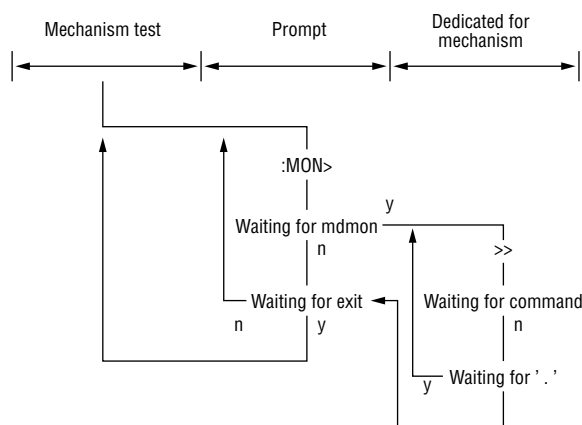 Mechanism test
Prompt
Dedicated for
mechanism
:MON>
y
Waiting for mdmon
n
>>
Waiting for exit
n
y
Waiting for command
n
Waiting for ' . '
y